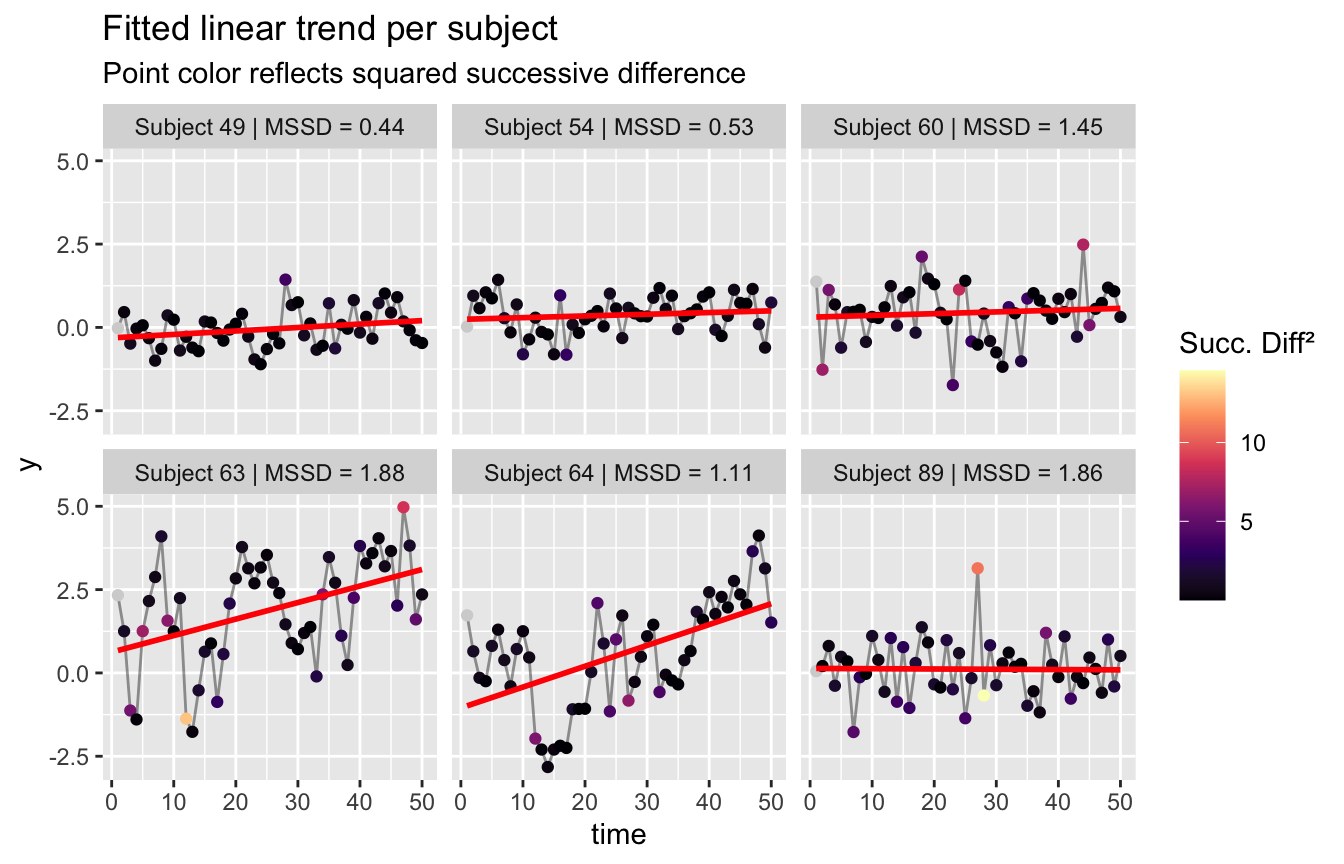 Fitted linear trend per subject
Point color reflects squared successive difference
Subject 49 | MSSD = 0.44
Subject 54 | MSSD = 0.53
Subject 60 | MSSD = 1.45
5.0
2.5
0.0
-2.5
Subject 63 | MSSD = 1.88
Subject 64 | MSSD = 1.11
Subject 89 | MSSD = 1.86
5.0
2.5
0.0
-2.5
0 10 20 30 40 50
0 10 20 30 40 50
0 10 20 30 40 50
time
y
Succ. Diff²
10
5